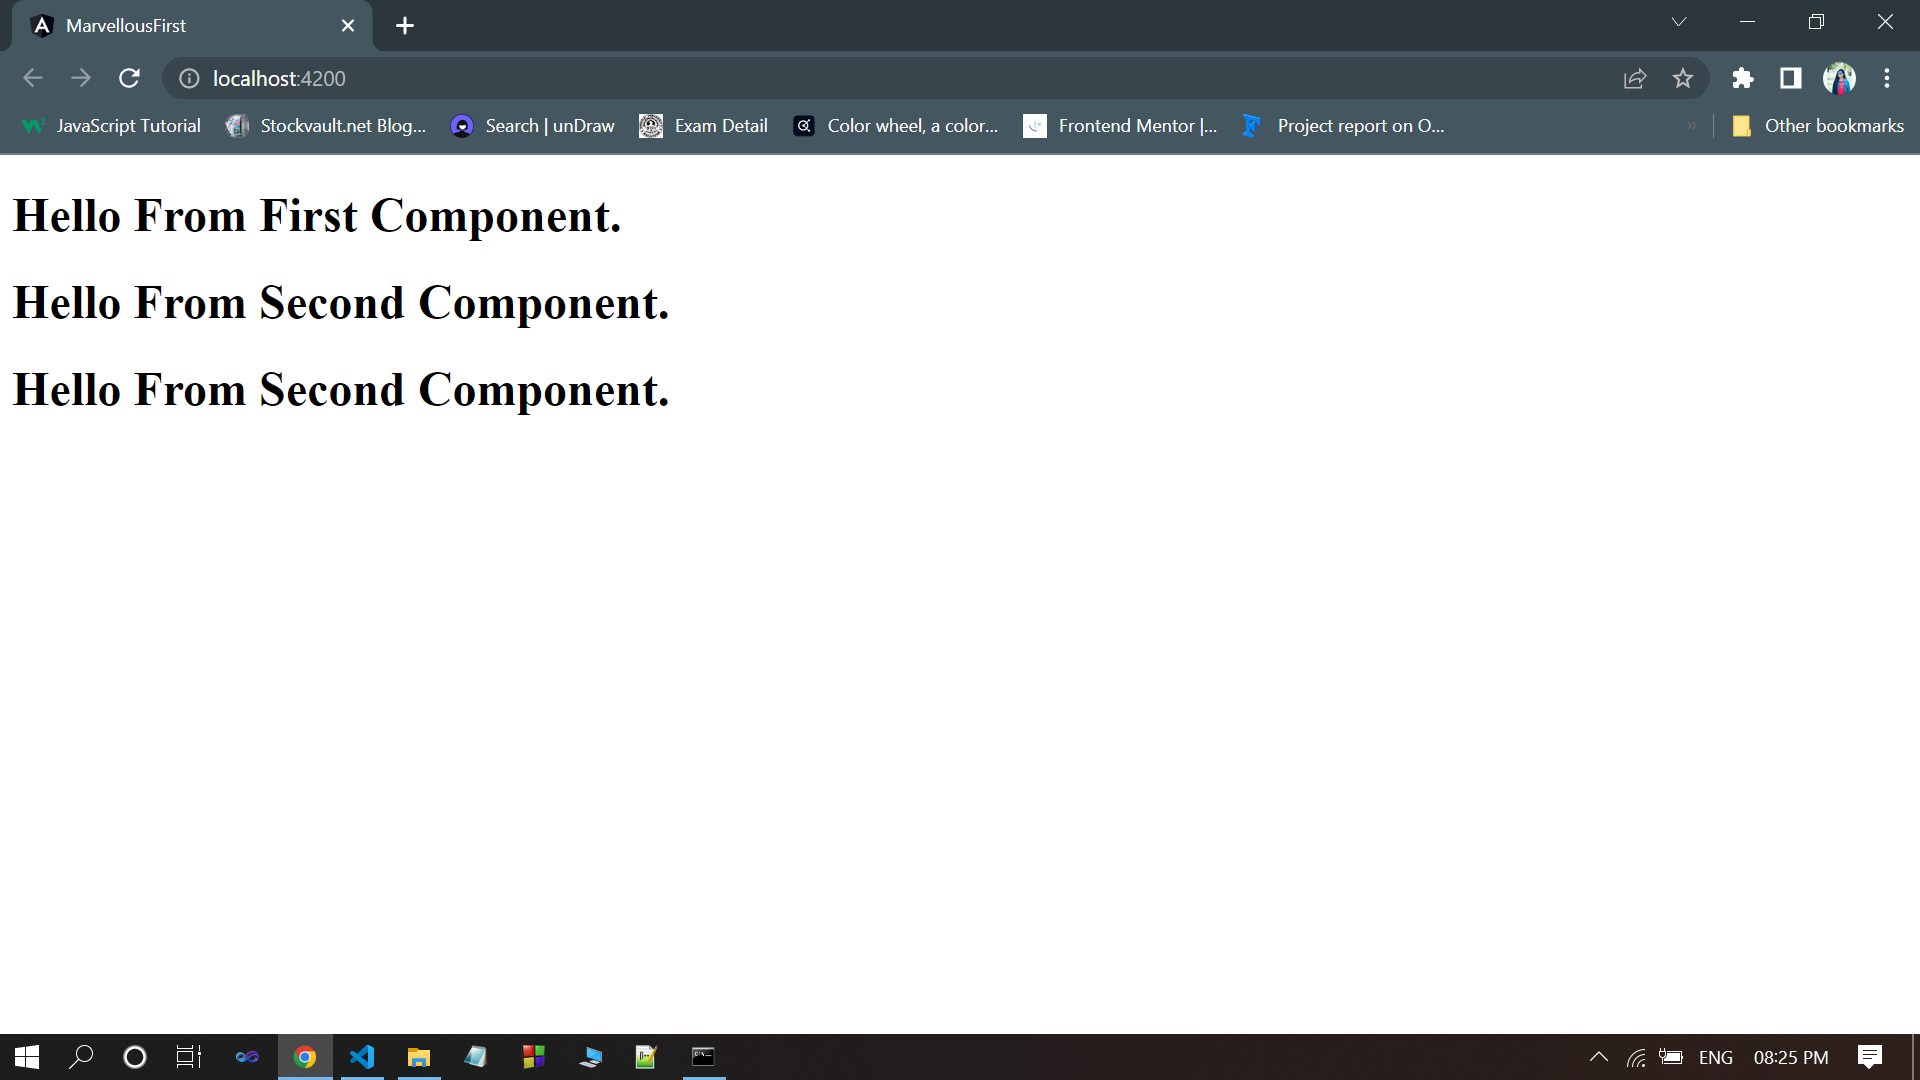 MarvellousFirst
localhost:4200
JavaScript Tutorial Stockvault.net Blog... Search | unDraw Exam Detail Color wheel, a color... Frontend Mentor |... Project report on O... » Other bookmarks
Hello From First Component.
Hello From Second Component.
Hello From Second Component.
ENG 08:25 PM